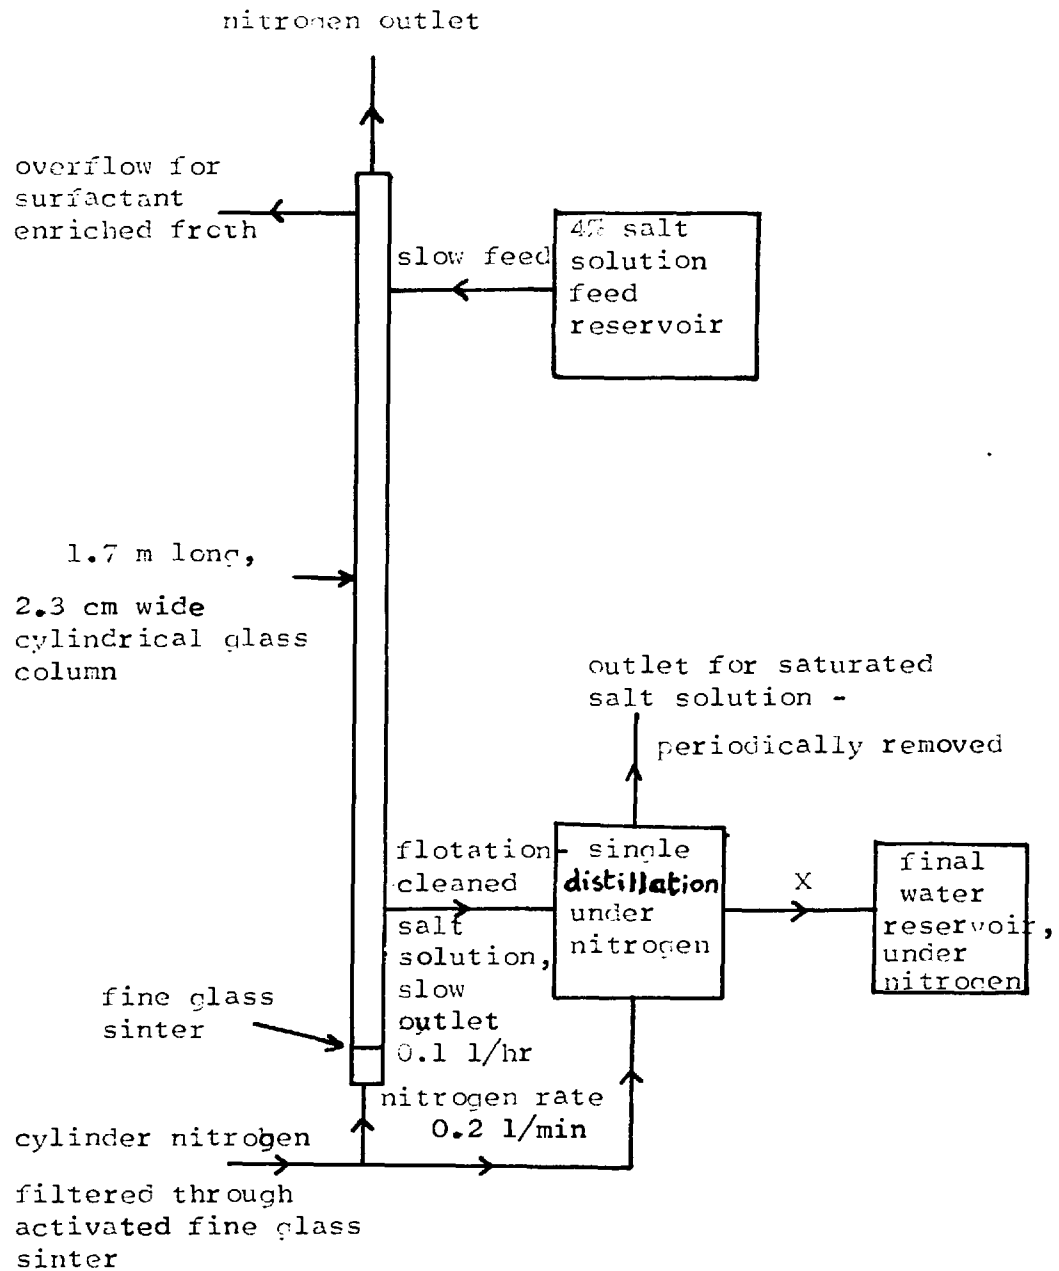 nitrogen outlet
overflow for
surfactant
enriched froth
slow feed
4% salt
solution
feed
reservoir
1.7 m long,
2.3 cm wide
cylindrical glass
column
outlet for saturated
salt solution -
periodically removed
flotation-
cleaned
salt
solution,
slow
outlet
0.1 l/hr
single
distillation
under
nitrogen
X
final
water
reservoir,
under
nitrogen
fine glass
sinter
nitrogen rate
0.2 l/min
cylinder nitrogen
filtered through
activated fine glass
sinter